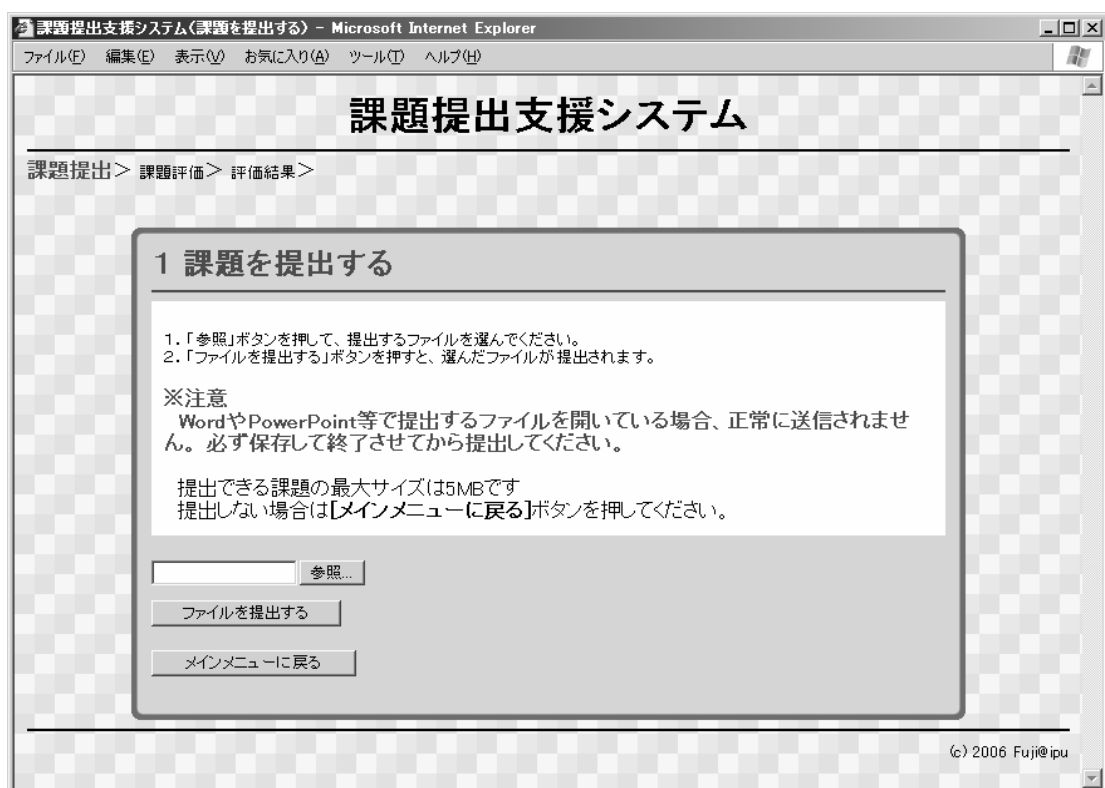 課題提出支援システム(課題を提出する) - Microsoft Internet Explorer
ファイル(F) 編集(E) 表示(V) お気に入り(A) ツール(T) ヘルプ(H)
課題提出支援システム
課題提出> 課題評価> 評価結果>
1 課題を提出する
1.「参照」ボタンを押して、提出するファイルを選んでください。
2.「ファイルを提出する」ボタンを押すと、選んだファイルが提出されます。
※注意
WordやPowerPoint等で提出するファイルを開いている場合、正常に送信されませ
ん。必ず保存して終了させてから提出してください。
提出できる課題の最大サイズは5MBです
提出しない場合は[メインメニューに戻る]ボタンを押してください。
参照...
ファイルを提出する
メインメニューに戻る
(c) 2006 Fuji@ipu